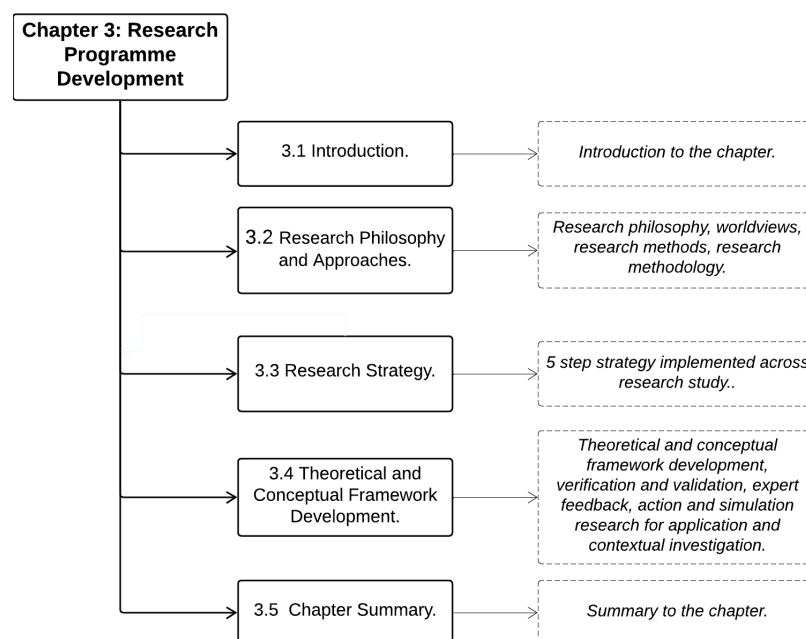 Chapter 3: Research
Programme
Development
3.1 Introduction.
Introduction to the chapter.
3.2 Research Philosophy
and Approaches.
Research philosophy, worldviews,
research methods, research
methodology.
3.3 Research Strategy.
5 step strategy implemented across
research study..
3.4 Theoretical and
Conceptual Framework
Development.
Theoretical and conceptual
framework development,
verification and validation, expert
feedback, action and simulation
research for application and
contextual investigation.
3.5 Chapter Summary.
Summary to the chapter.